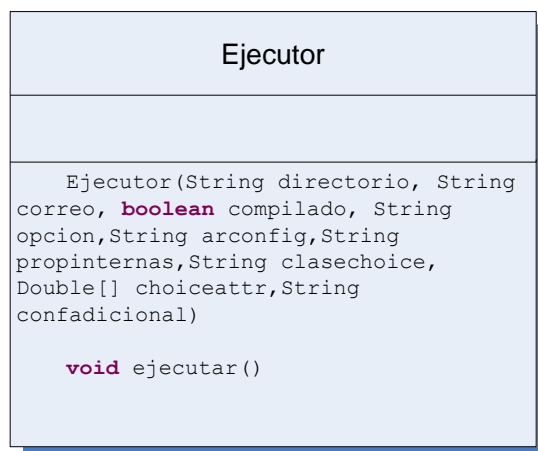 Ejecutor
Ejecutor(String directorio, String
correo, boolean compilado, String
opcion,String arconfig,String
propinternas,String clasechoice,
Double[] choiceattr,String
confadicional)
void ejecutar()